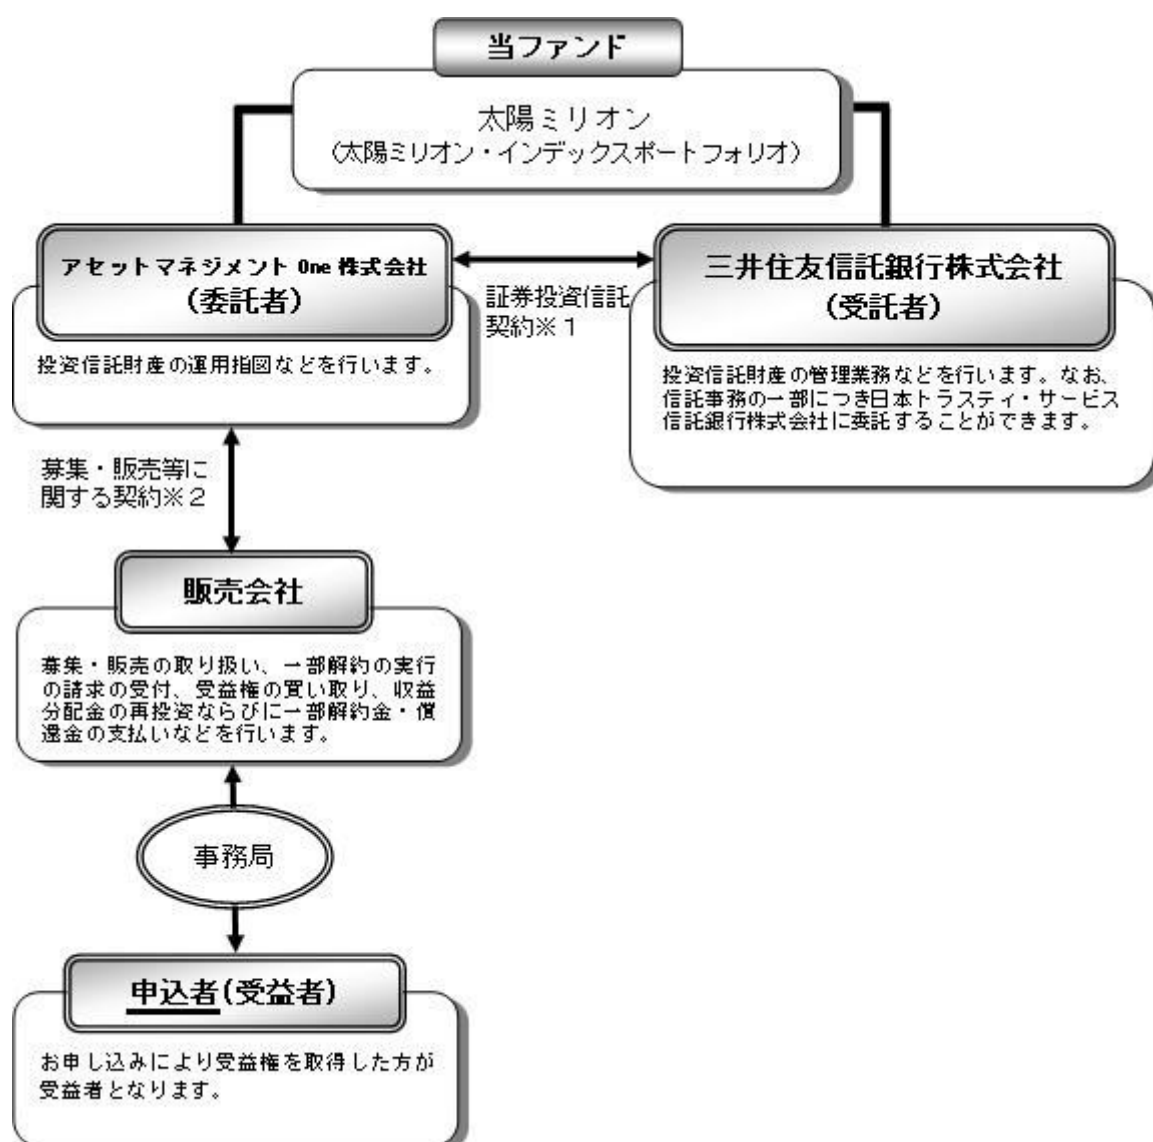 当ファンド
太陽ミリオン
(太陽ミリオン・インデックスポートフォリオ)
アセットマネジメント One 株式会社
(委託者)
投資信託財産の運用指図などを行います。
証券投資信託
契約※1
三井住友信託銀行株式会社
(受託者)
投資信託財産の管理業務などを行います。なお、
信託事務の一部につき日本トラスティ・サービス
信託銀行株式会社に委託することができます。
募集・販売等に
関する契約※2
販売会社
募集・販売の取り扱い、一部解約の実行
の請求の受付、受益権の買い取り、収益
分配金の再投資ならびに一部解約金・償
還金の支払いなどを行います。
事務局
申込者(受益者)
お申し込みにより受益権を取得した方が
受益者となります。